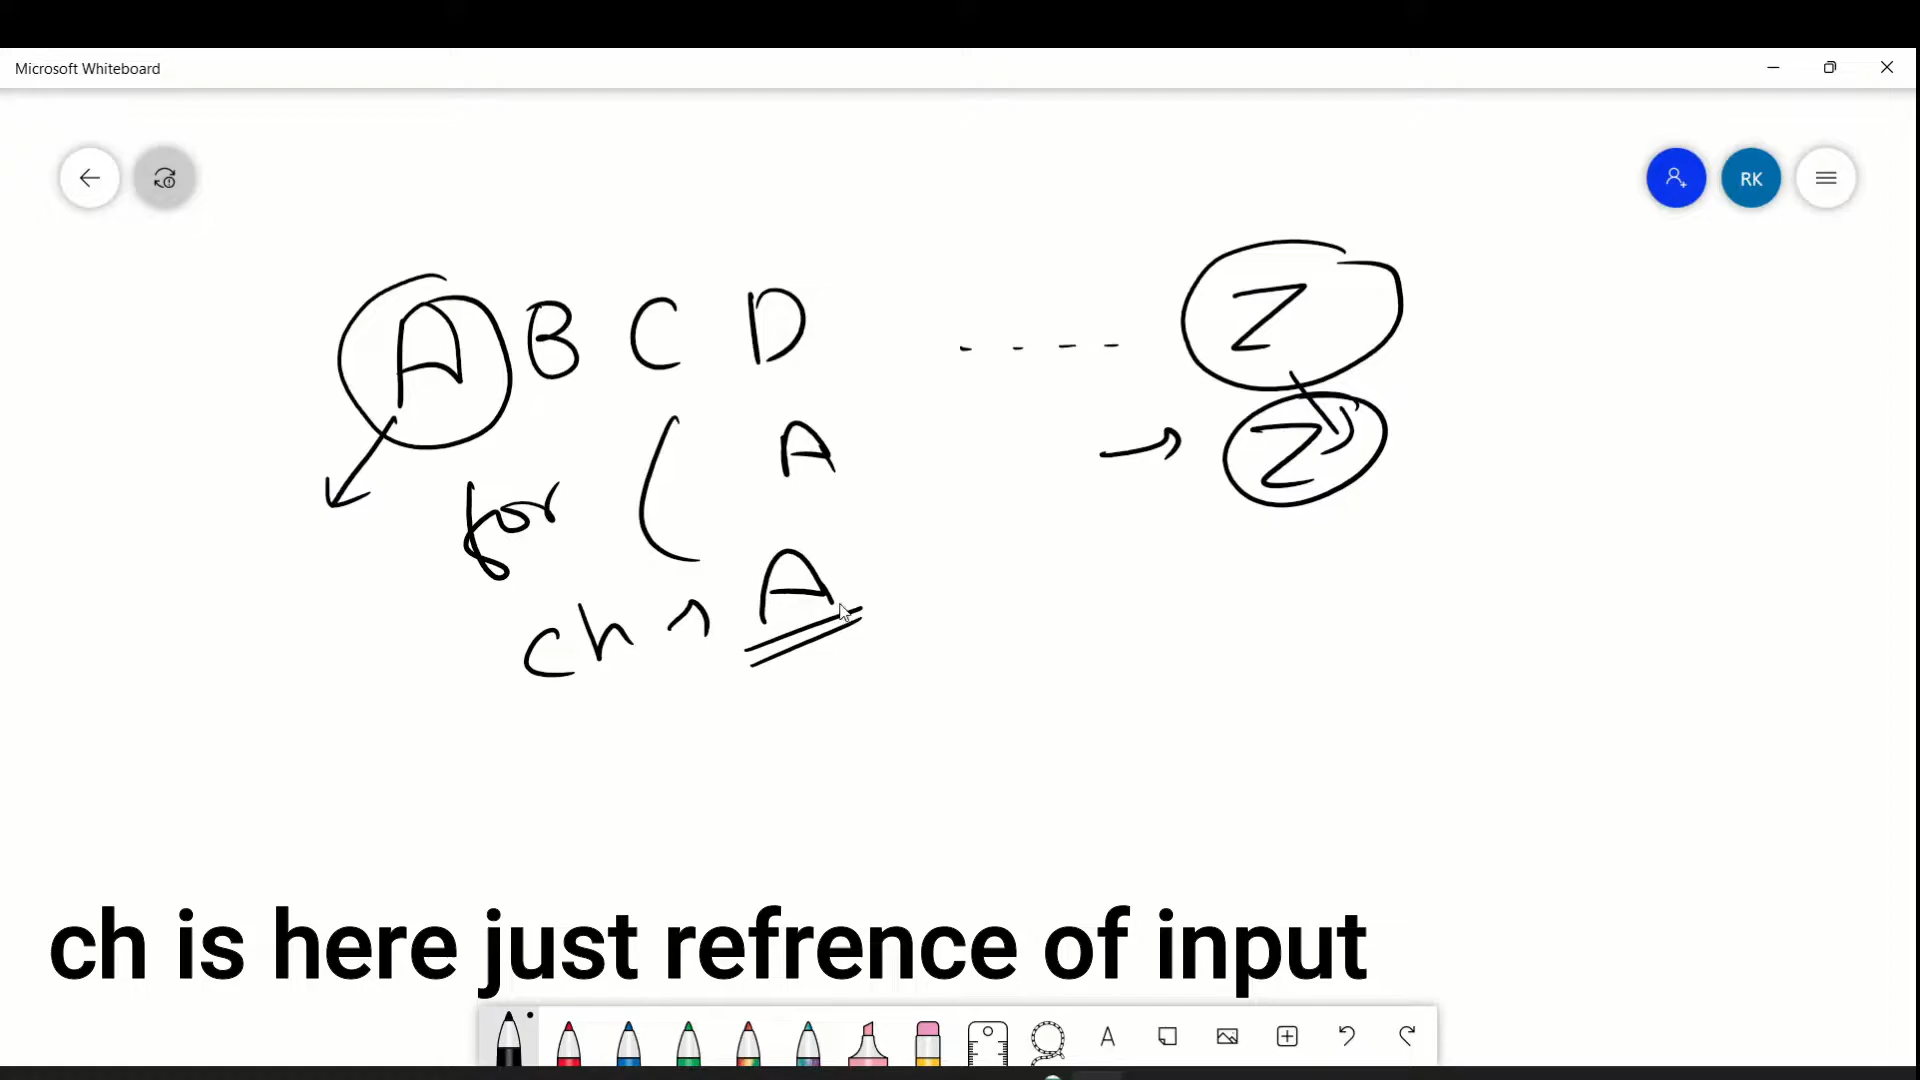 Microsoft Whiteboard
RK
A B C D - - - - Z
( A → Z
for
ch A
ch is here just refrence of input
A